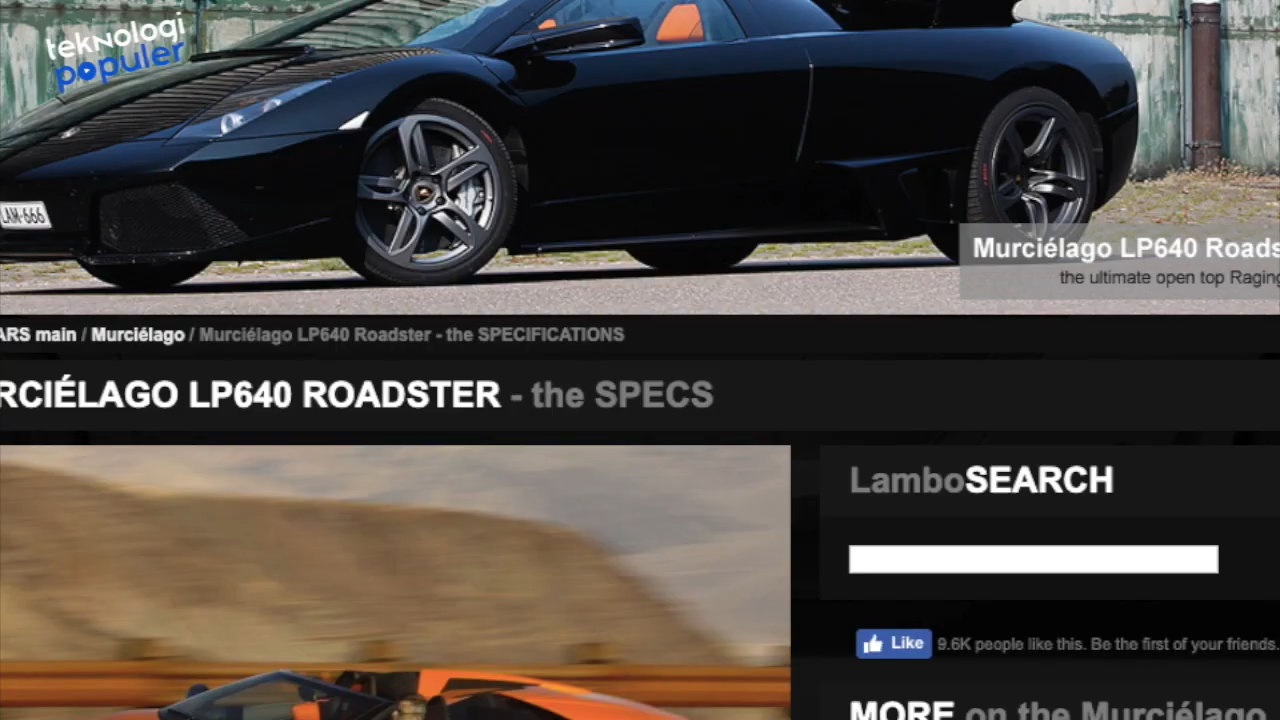 teknologi
populer
LAM-666
Murciélago LP640 Roads
the ultimate open top Raging
ARS main / Murciélago / Murciélago LP640 Roadster - the SPECIFICATIONS
RCIÉLAGO LP640 ROADSTER - the SPECS
LamboSEARCH
Like 9.6K people like this. Be the first of your friends.
MORE on the Murciélago